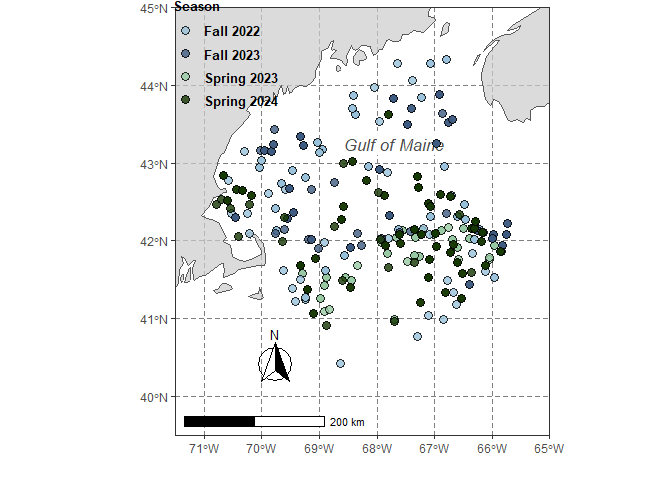 Season
Fall 2022
Fall 2023
Spring 2023
Spring 2024
45°N
44°N
43°N
42°N
41°N
40°N
Gulf of Maine
N
200 km
71°W
70°W
69°W
68°W
67°W
66°W
65°W